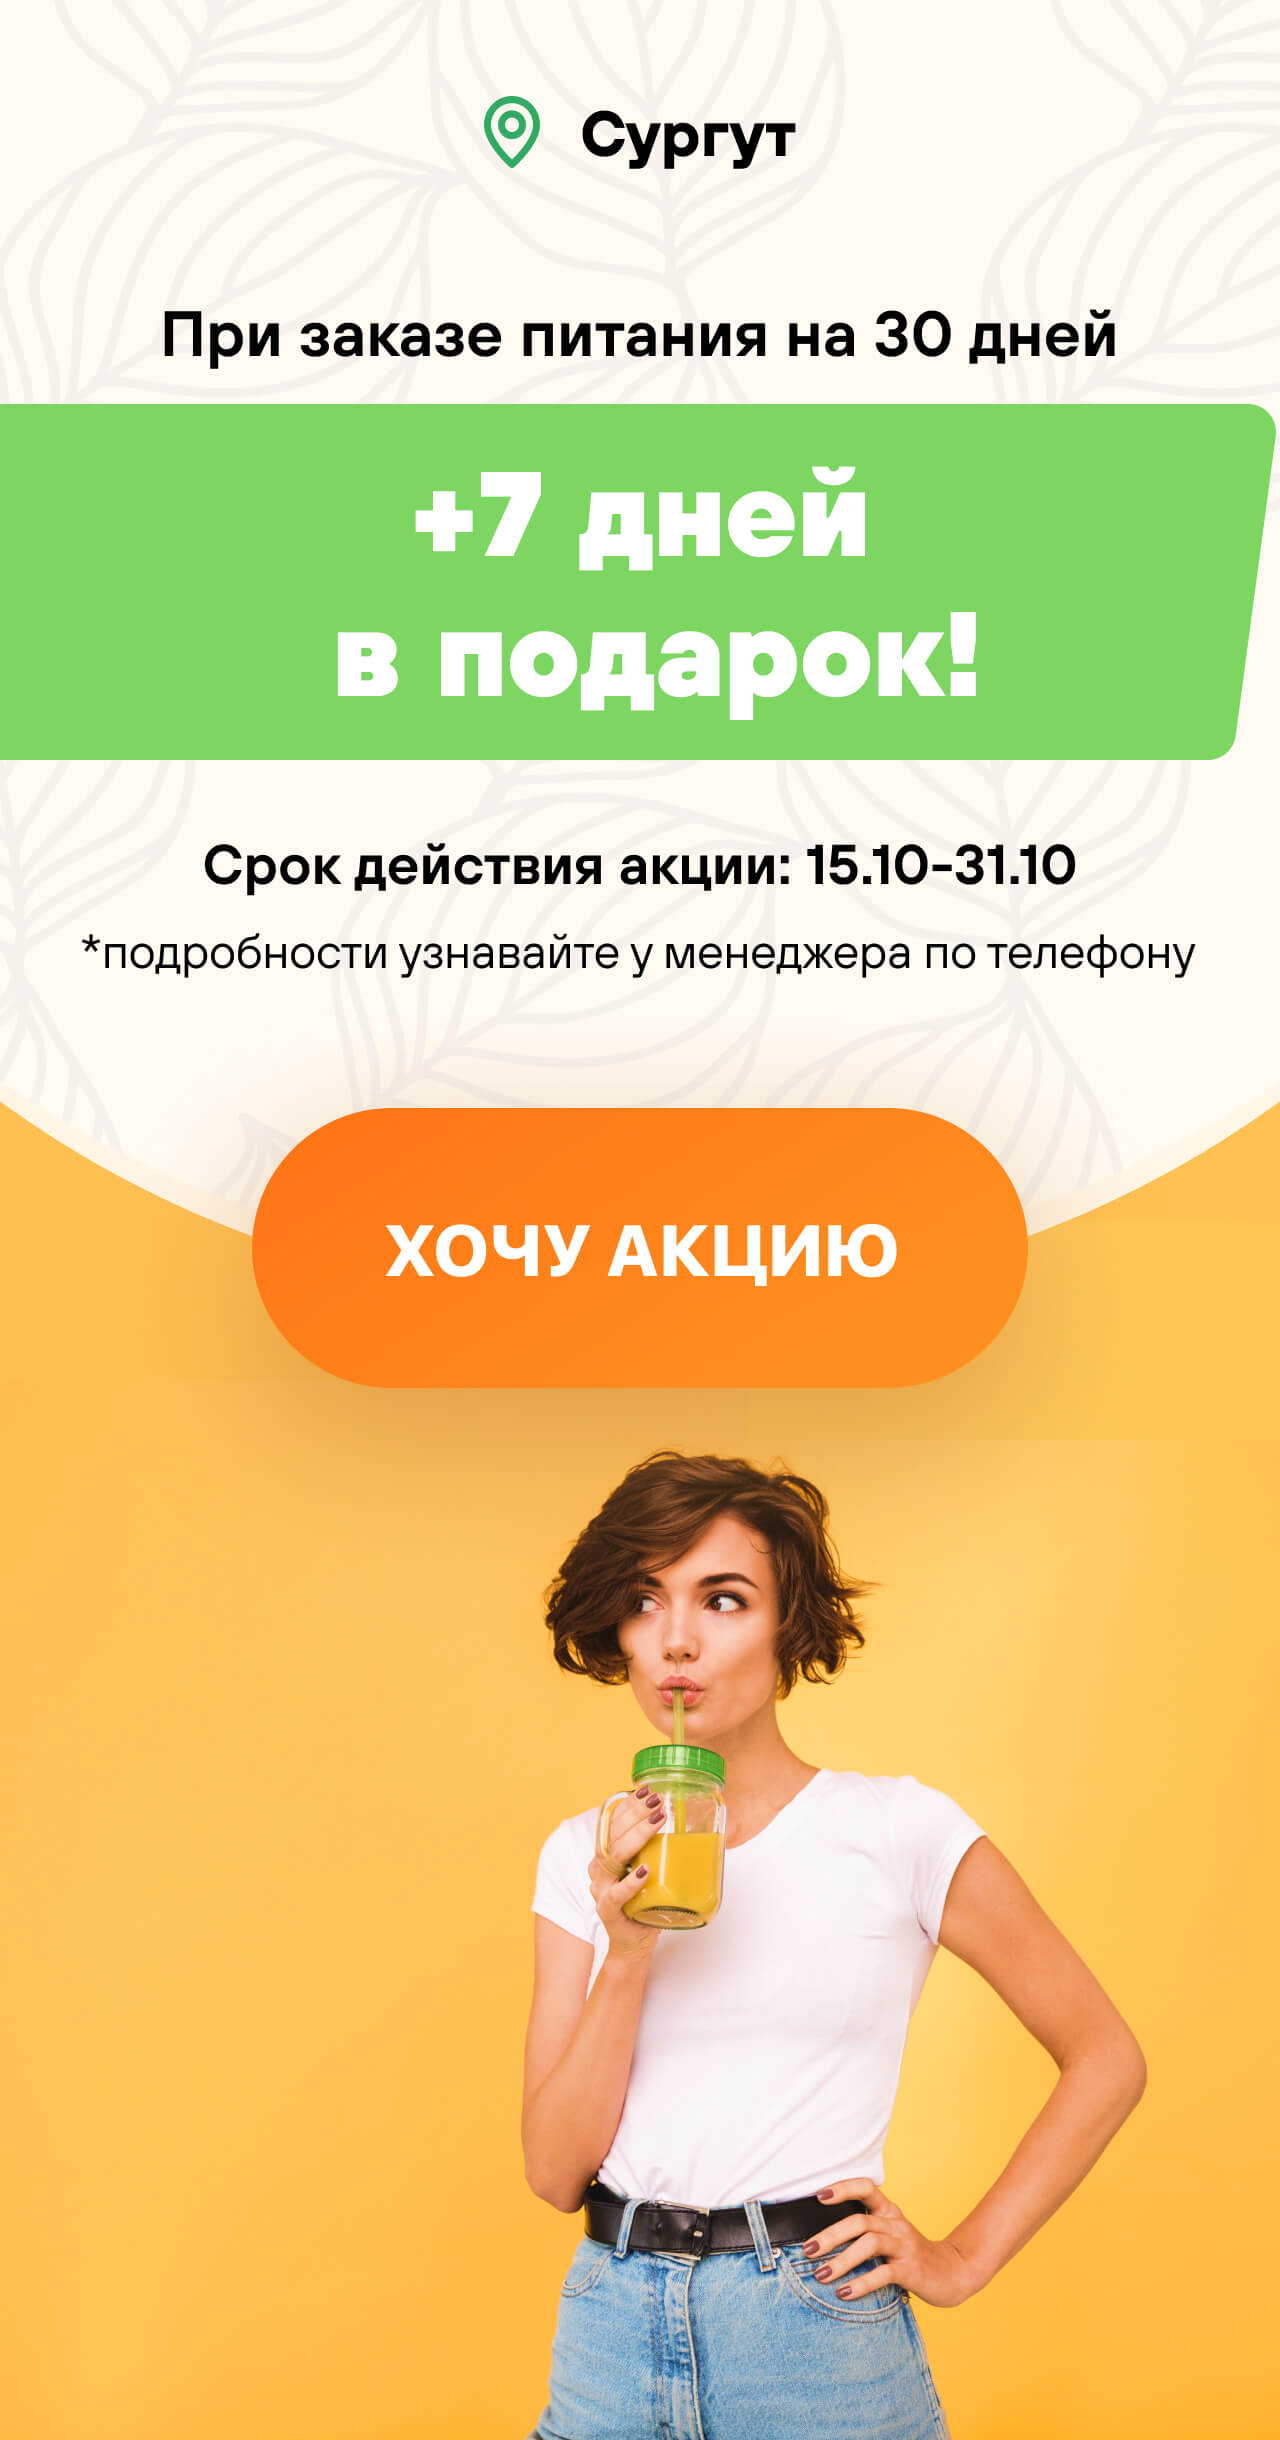 Сургут
При заказе питания на 30 дней
+7 дней
в подарок!
Срок действия акции: 15.10-31.10
*подробности узнавайте у менеджера по телефону
ХОЧУ АКЦИЮ